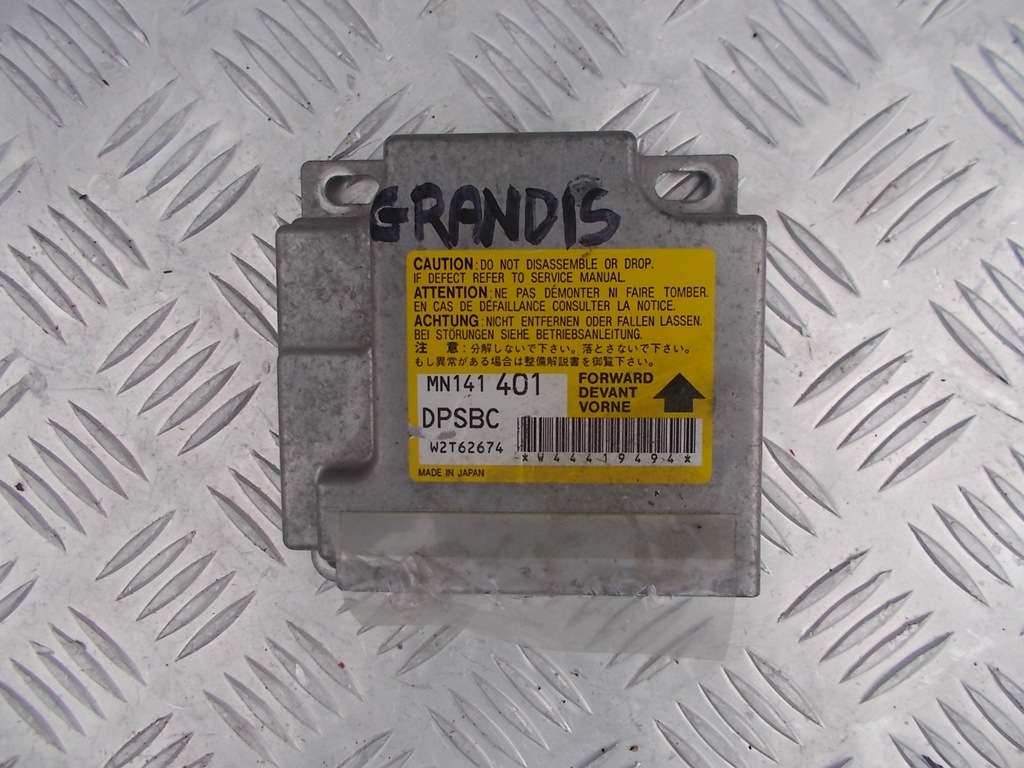 GRANDIS
CAUTION: DO NOT DISASSEMBLE OR DROP.
IF DEFECT REFER TO SERVICE MANUAL.
ATTENTION: NE PAS DÉMONTER NI FAIRE TOMBER.
EN CAS DE DÉFAILLANCE CONSULTER LA NOTICE.
ACHTUNG: NICHT ENTFERNEN ODER FALLEN LASSEN.
BEI STÖRUNGEN SIEHE BETRIEBSANLEITUNG.
注 意:分解しないで下さい。落とさないで下さい。
もし異常がある場合は整備解説書を御覧下さい。
MN141 401
FORWARD
DEVANT
VORNE
DPSBC
W2T62674
*W44419494*
MADE IN JAPAN